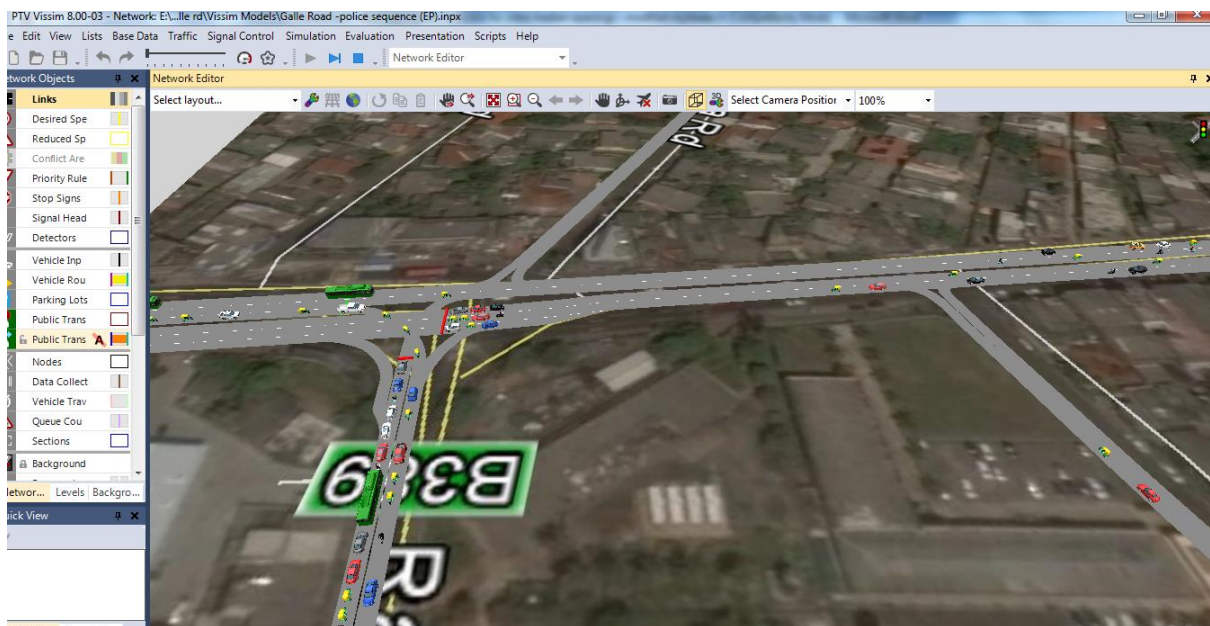 PTV Vissim 8.00-03 - Network: E:\...lle rd\Vissim Models\Galle Road -police sequence (EP).inpx
e Edit View Lists Base Data Traffic Signal Control Simulation Evaluation Presentation Scripts Help
Network Editor
etwork Objects
Network Editor
Select layout...
Select Camera Position
100%
Links
Desired Spe
Reduced Sp
Conflict Are
Priority Rule
Stop Signs
Signal Head
Detectors
Vehicle Inp
Vehicle Rou
Parking Lots
Public Trans
Public Trans A
Nodes
Data Collect
Vehicle Trav
Queue Cou
Sections
Background
Networ... Levels Backgro...
uick View
Rd
B389
R